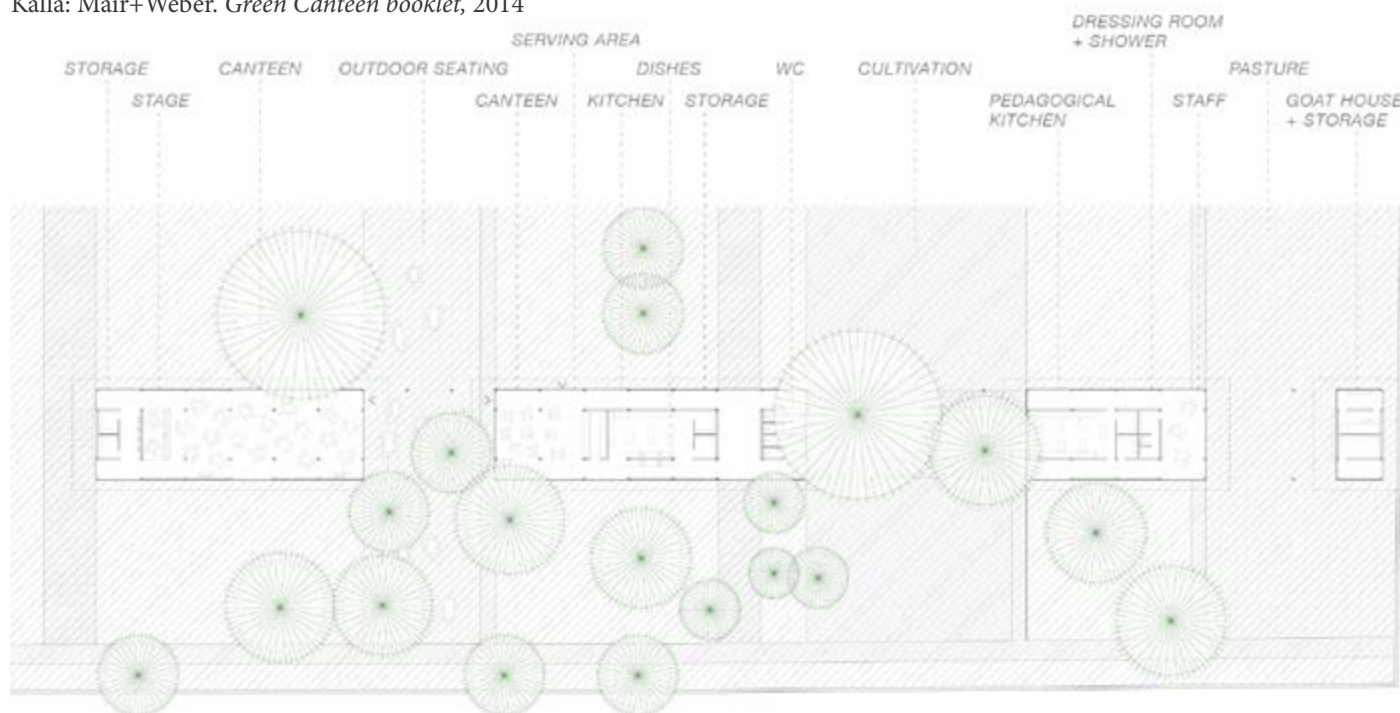 Källa: Mair+Weber. Green Canteen booklet, 2014
DRESSING ROOM
+ SHOWER
SERVING AREA
STORAGE
CANTEEN
OUTDOOR SEATING
DISHES
WC
CULTIVATION
PASTURE
STAGE
CANTEEN
KITCHEN
STORAGE
PEDAGOGICAL
KITCHEN
STAFF
GOAT HOUSE
+ STORAGE